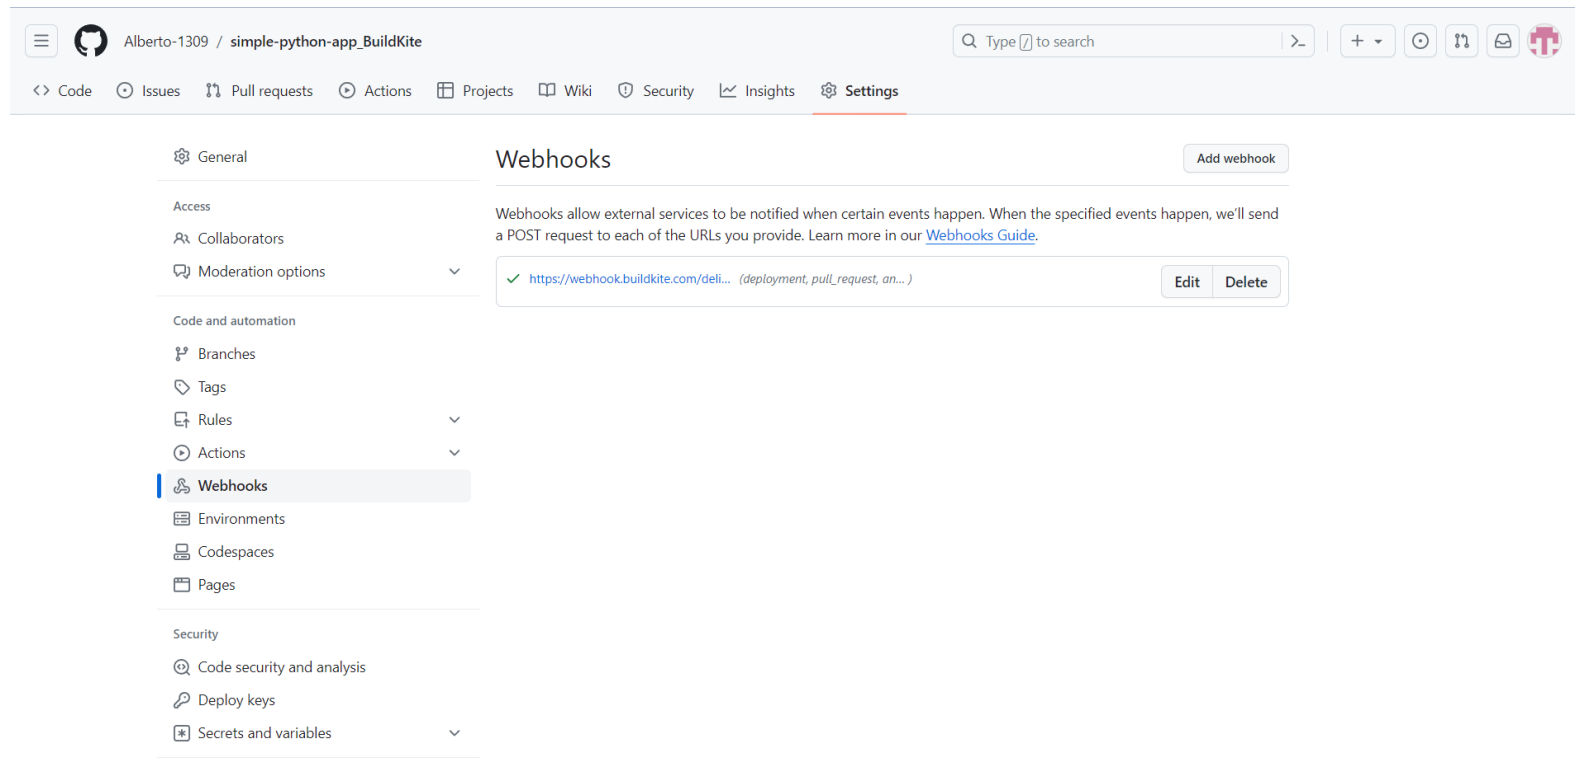 Alberto-1309 / simple-python-app_BuildKite
Type / to search
Code Issues Pull requests Actions Projects Wiki Security Insights Settings
General
Access
Collaborators
Moderation options
Code and automation
Branches
Tags
Rules
Actions
Webhooks
Environments
Codespaces
Pages
Security
Code security and analysis
Deploy keys
Secrets and variables
Webhooks
Add webhook
Webhooks allow external services to be notified when certain events happen. When the specified events happen, we’ll send
a POST request to each of the URLs you provide. Learn more in our Webhooks Guide.
https://webhook.buildkite.com/deli... (deployment, pull_request, an... )
Edit Delete